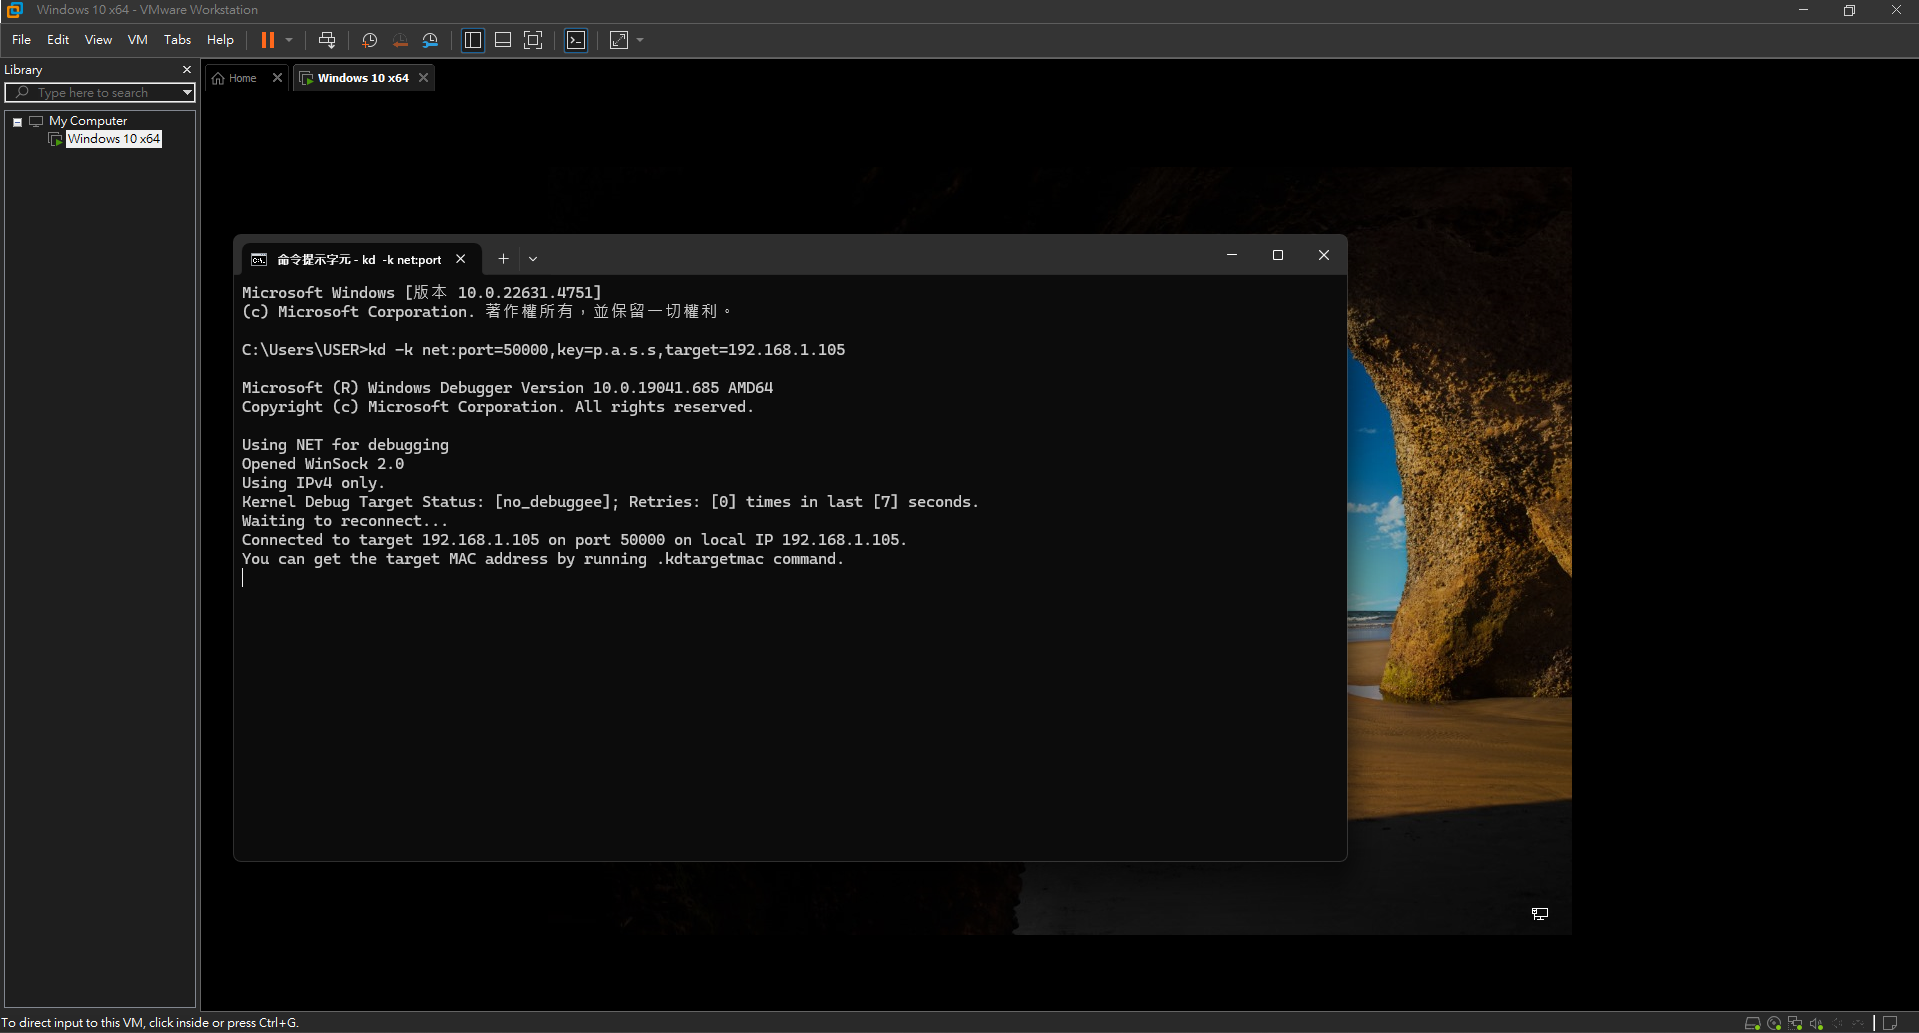 Windows 10 x64 - VMware Workstation
File Edit View VM Tabs Help
Library
Home
Windows 10 x64
Type here to search
My Computer
Windows 10 x64
命令提示字元 - kd  -k net:port
Microsoft Windows [版本 10.0.22631.4751]
(c) Microsoft Corporation. 著作權所有，並保留一切權利。
C:\Users\USER>kd -k net:port=50000,key=p.a.s.s,target=192.168.1.105
Microsoft (R) Windows Debugger Version 10.0.19041.685 AMD64
Copyright (c) Microsoft Corporation. All rights reserved.
Using NET for debugging
Opened WinSock 2.0
Using IPv4 only.
Kernel Debug Target Status: [no_debuggee]; Retries: [0] times in last [7] seconds.
Waiting to reconnect...
Connected to target 192.168.1.105 on port 50000 on local IP 192.168.1.105.
You can get the target MAC address by running .kdtargetmac command.
To direct input to this VM, click inside or press Ctrl+G.